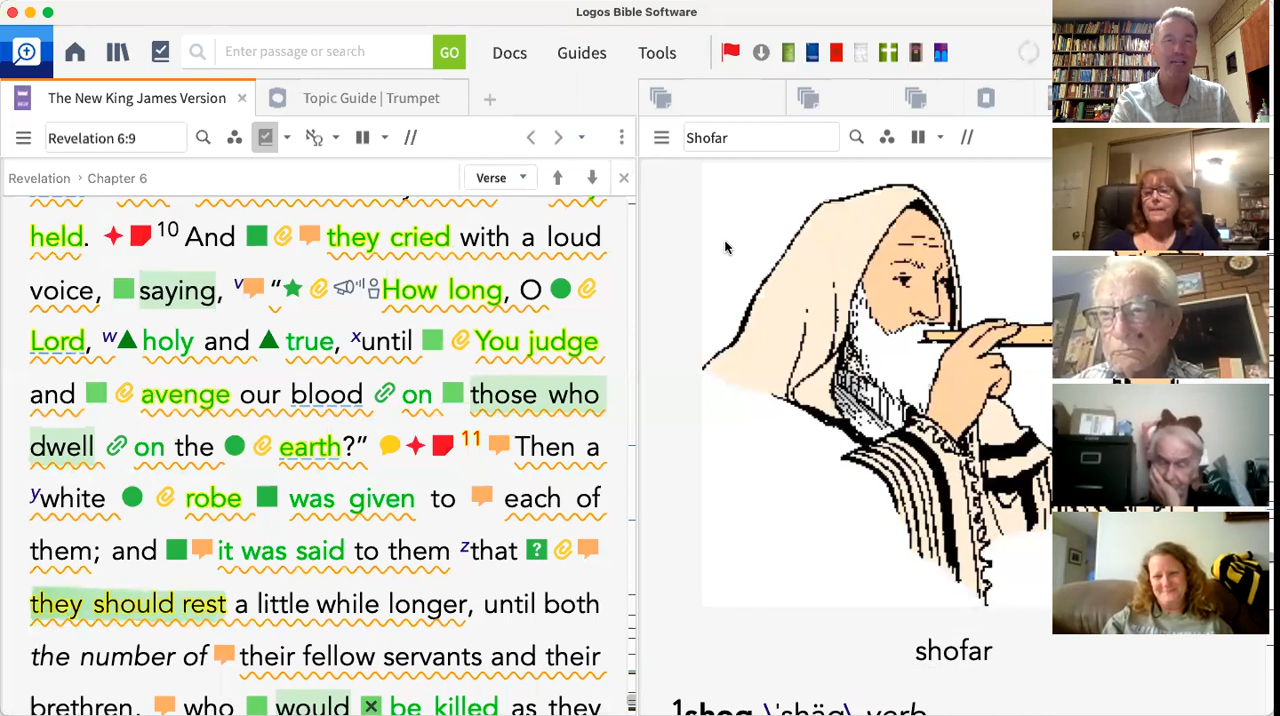 Logos Bible Software
Enter passage or search
GO
Docs
Guides
Tools
The New King James Version
Topic Guide | Trumpet
Revelation 6:9
Shofar
Revelation › Chapter 6
Verse
held. 10 And they cried with a loud
voice, saying, v “How long, O
Lord, w holy and true, x until You judge
and avenge our blood on those who
dwell on the earth?” 11 Then a
y white robe was given to each of
them; and it was said to them z that
they should rest a little while longer, until both
the number of their fellow servants and their
brethren, who would be killed as they
shofar
1shog \ˈshäg\ verb